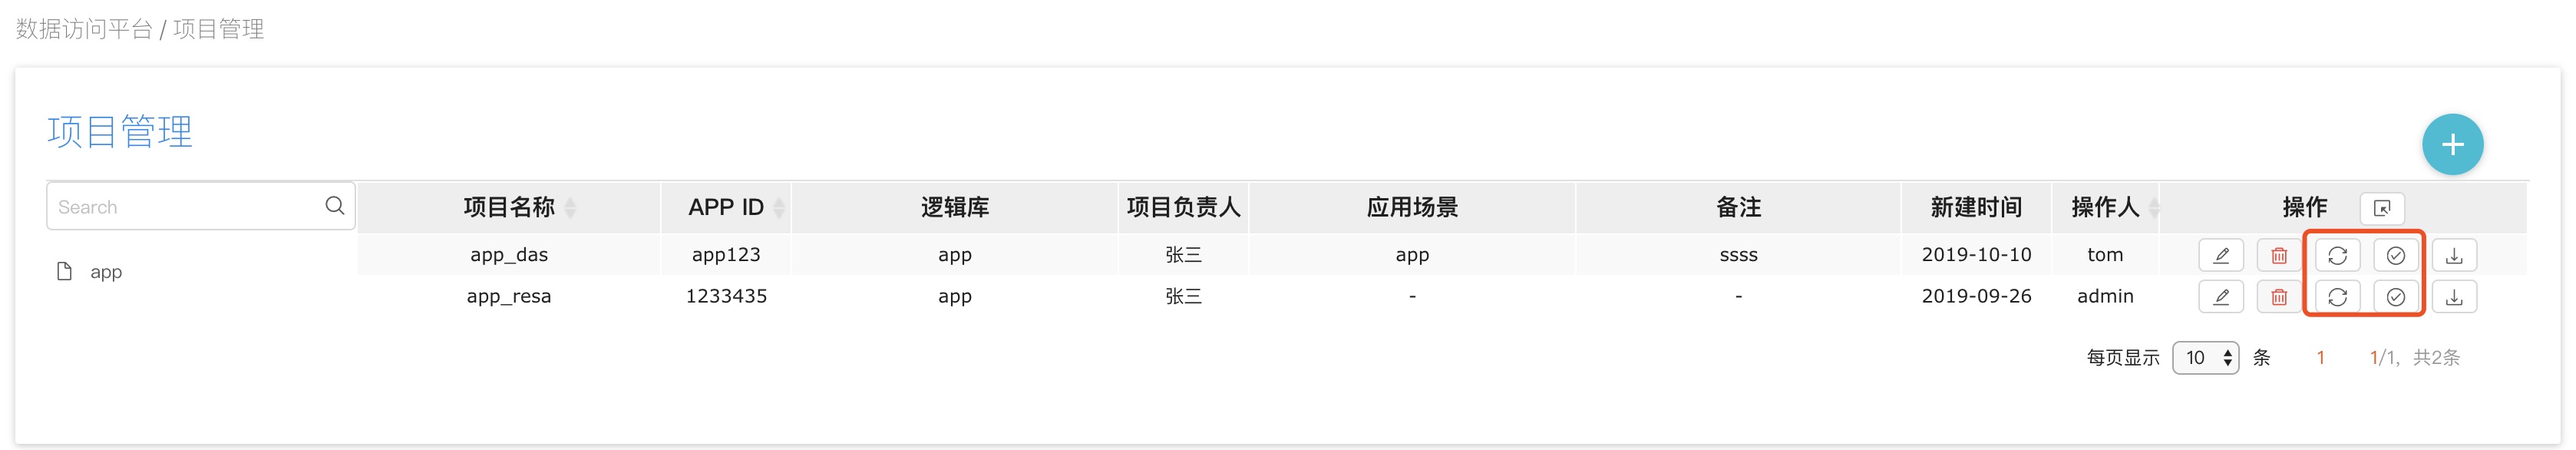 数据访问平台 / 项目管理
项目管理
Search
项目名称 APP ID 逻辑库 项目负责人 应用场景 备注 新建时间 操作人 操作
app
app_das app123 app 张三 app ssss 2019-10-10 tom
app_resa 1233435 app 张三 - - 2019-09-26 admin
每页显示 10 条 1 1/1, 共2条